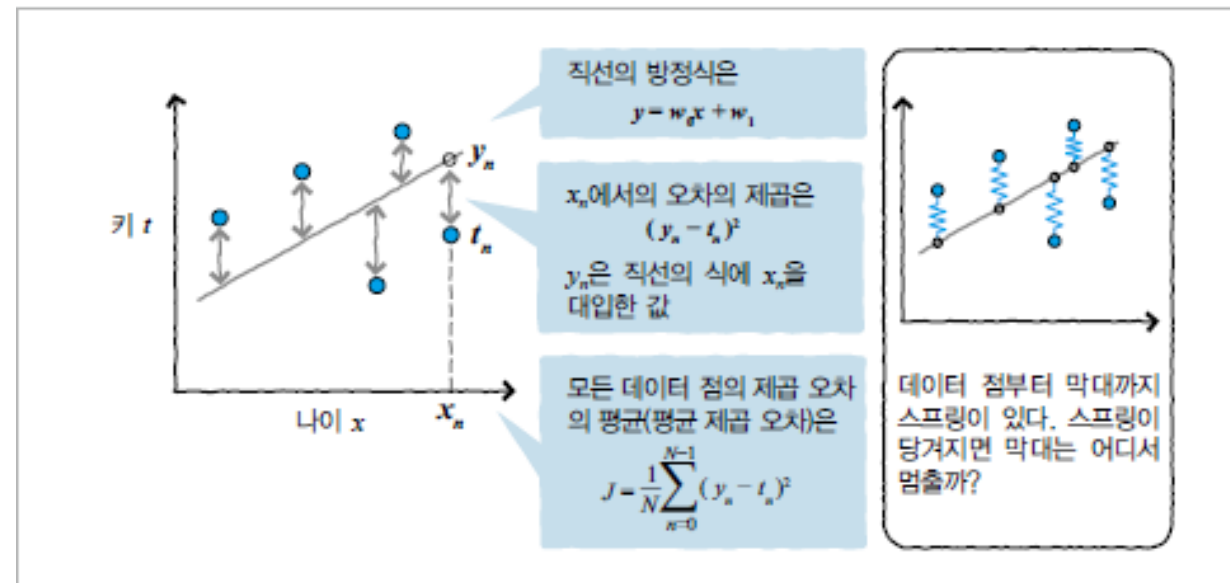 직선의 방정식은
y = w₀x + w₁
키 t
yₙ
tₙ
xₙ에서의 오차의 제곱은
(yₙ − tₙ)²
yₙ은 직선의 식에 xₙ을
대입한 값
나이 x
xₙ
모든 데이터 점의 제곱 오차
의 평균(평균 제곱 오차)은
J = 1/N ∑ₙ₌₀ᴺ⁻¹ (yₙ − tₙ)²
데이터 점부터 막대까지
스프링이 있다. 스프링이
당겨지면 막대는 어디서
멈출까?